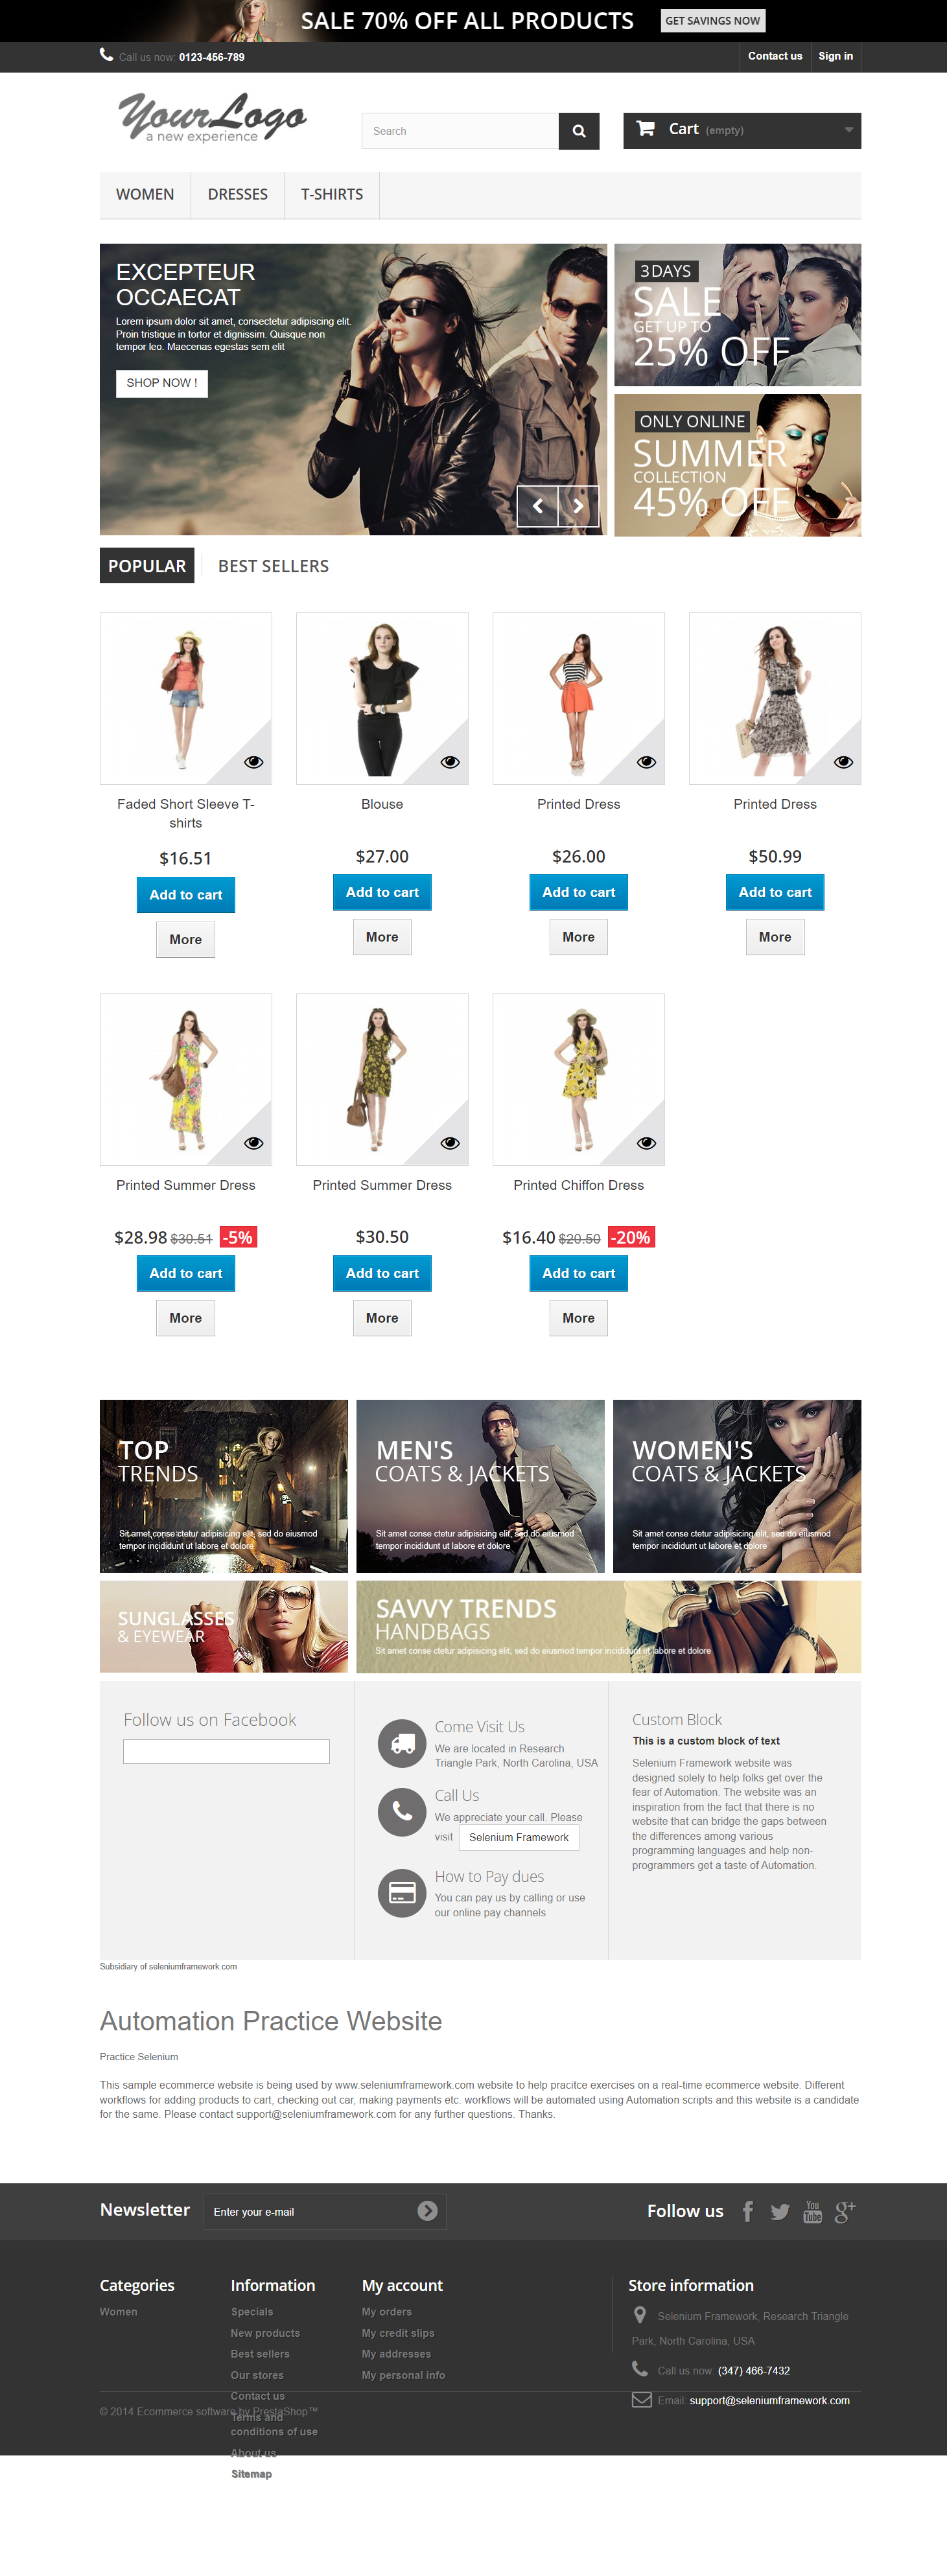 SALE 70% OFF ALL PRODUCTS GET SAVINGS NOW
Call us now: 0123-456-789
Contact us Sign in
YourLogo
a new experience
Search
Cart (empty)
WOMEN DRESSES T-SHIRTS
EXCEPTEUR
OCCAECAT
Lorem ipsum dolor sit amet, consectetur adipiscing elit.
Proin tristique in tortor et dignissim. Quisque non
tempor leo. Maecenas egestas sem elit
SHOP NOW !
3 DAYS
SALE
GET UP TO
25% OFF
ONLY ONLINE
SUMMER
COLLECTION
45% OFF
POPULAR BEST SELLERS
Faded Short Sleeve T-
shirts
$16.51
Add to cart
More
Blouse
$27.00
Add to cart
More
Printed Dress
$26.00
Add to cart
More
Printed Dress
$50.99
Add to cart
More
Printed Summer Dress
$28.98 $30.51 -5%
Add to cart
More
Printed Summer Dress
$30.50
Add to cart
More
Printed Chiffon Dress
$16.40 $20.50 -20%
Add to cart
More
TOP
TRENDS
Sit amet conse ctetur adipisicing elit, sed do eiusmod
tempor incididunt ut labore et dolore
MEN'S
COATS & JACKETS
Sit amet conse ctetur adipisicing elit, sed do eiusmod
tempor incididunt ut labore et dolore
WOMEN'S
COATS & JACKETS
Sit amet conse ctetur adipisicing elit, sed do eiusmod
tempor incididunt ut labore et dolore
SUNGLASSES
& EYEWEAR
SAVVY TRENDS
HANDBAGS
Sit amet conse ctetur adipisicing elit, sed do eiusmod tempor incididunt ut labore et dolore
Follow us on Facebook
Come Visit Us
We are located in Research
Triangle Park, North Carolina, USA
Call Us
We appreciate your call. Please
visit Selenium Framework
How to Pay dues
You can pay us by calling or use
our online pay channels
Custom Block
This is a custom block of text
Selenium Framework website was
designed solely to help folks get over the
fear of Automation. The website was an
inspiration from the fact that there is no
website that can bridge the gaps between
the differences among various
programming languages and help non-
programmers get a taste of Automation.
Subsidiary of seleniumframework.com
Automation Practice Website
Practice Selenium
This sample ecommerce website is being used by www.seleniumframework.com website to help pracitce exercises on a real-time ecommerce website. Different
workflows for adding products to cart, checking out car, making payments etc. workflows will be automated using Automation scripts and this website is a candidate
for the same. Please contact support@seleniumframework.com for any further questions. Thanks.
Newsletter Enter your e-mail
Follow us
You
Tube
g+
Categories
Women
Information
Specials
New products
Best sellers
Our stores
Contact us
Terms and
conditions of use
About us
Sitemap
My account
My orders
My credit slips
My addresses
My personal info
Store information
Selenium Framework, Research Triangle
Park, North Carolina, USA
Call us now: (347) 466-7432
Email: support@seleniumframework.com
© 2014 Ecommerce software by PrestaShop™